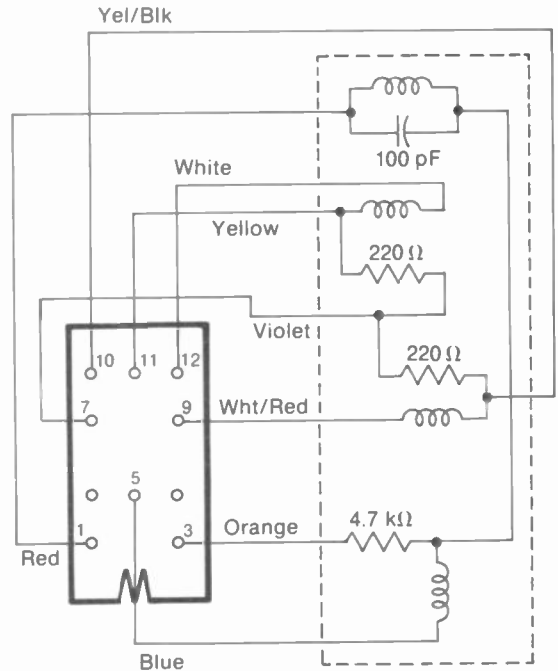 Yel/Blk
100 pF
White
Yellow
220 Ω
Violet
10 11 12
220 Ω
7 9 Wht/Red
5
1 3 Orange 4.7 kΩ
Red
Blue